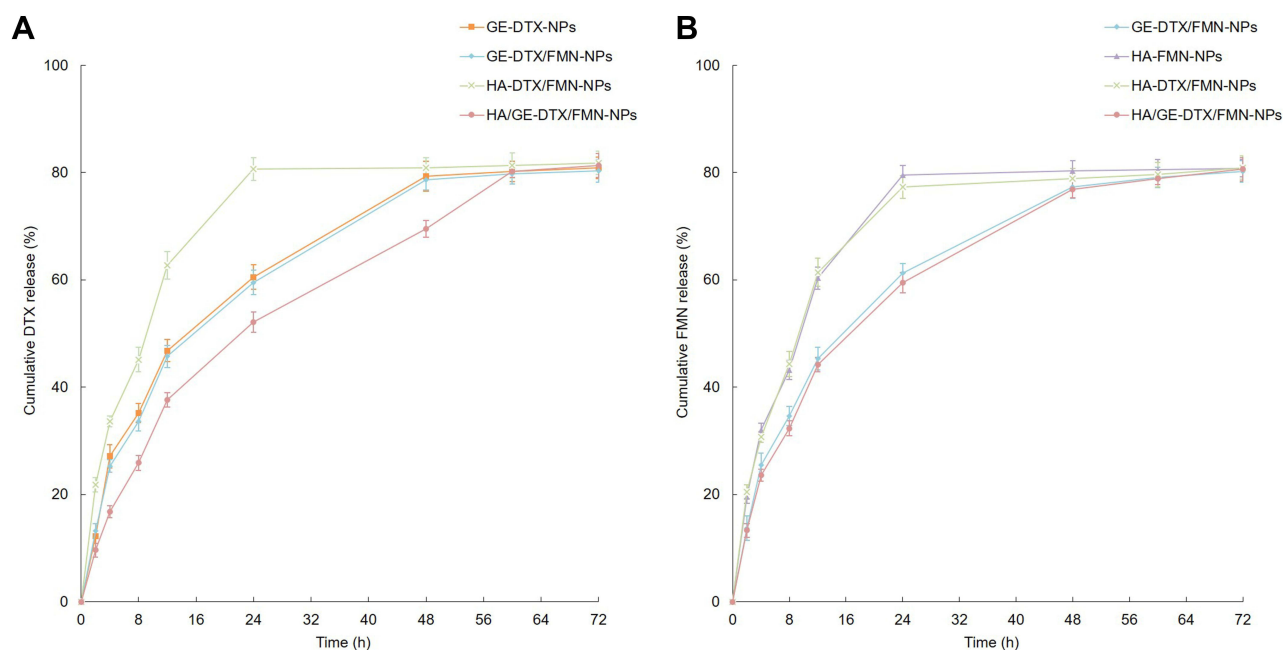 A
GE-DTX-NPs
GE-DTX/FMN-NPs
HA-DTX/FMN-NPs
HA/GE-DTX/FMN-NPs
100
80
60
40
20
0
Cumulative DTX release (%)
0 8 16 24 32 40 48 56 64 72
Time (h)
B
GE-DTX/FMN-NPs
HA-FMN-NPs
HA-DTX/FMN-NPs
HA/GE-DTX/FMN-NPs
100
80
60
40
20
0
Cumulative FMN release (%)
0 8 16 24 32 40 48 56 64 72
Time (h)